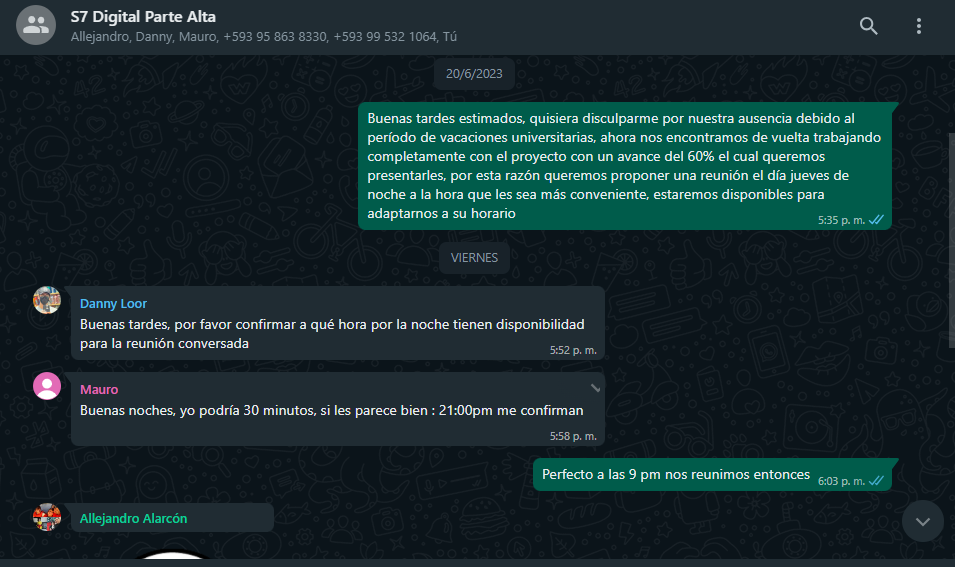 S7 Digital Parte Alta
Allejandro, Danny, Mauro, +593 95 863 8330, +593 99 532 1064, Tú
20/6/2023
Buenas tardes estimados, quisiera disculparme por nuestra ausencia debido al
período de vacaciones universitarias, ahora nos encontramos de vuelta trabajando
completamente con el proyecto con un avance del 60% el cual queremos
presentarles, por esta razón queremos proponer una reunión el día jueves de
noche a la hora que les sea más conveniente, estaremos disponibles para
adaptarnos a su horario
5:35 p. m.
VIERNES
Danny Loor
Buenas tardes, por favor confirmar a qué hora por la noche tienen disponibilidad
para la reunión conversada
5:52 p. m.
Mauro
Buenas noches, yo podría 30 minutos, si les parece bien : 21:00pm me confirman
5:58 p. m.
Perfecto a las 9 pm nos reunimos entonces
6:03 p. m.
Allejandro Alarcón